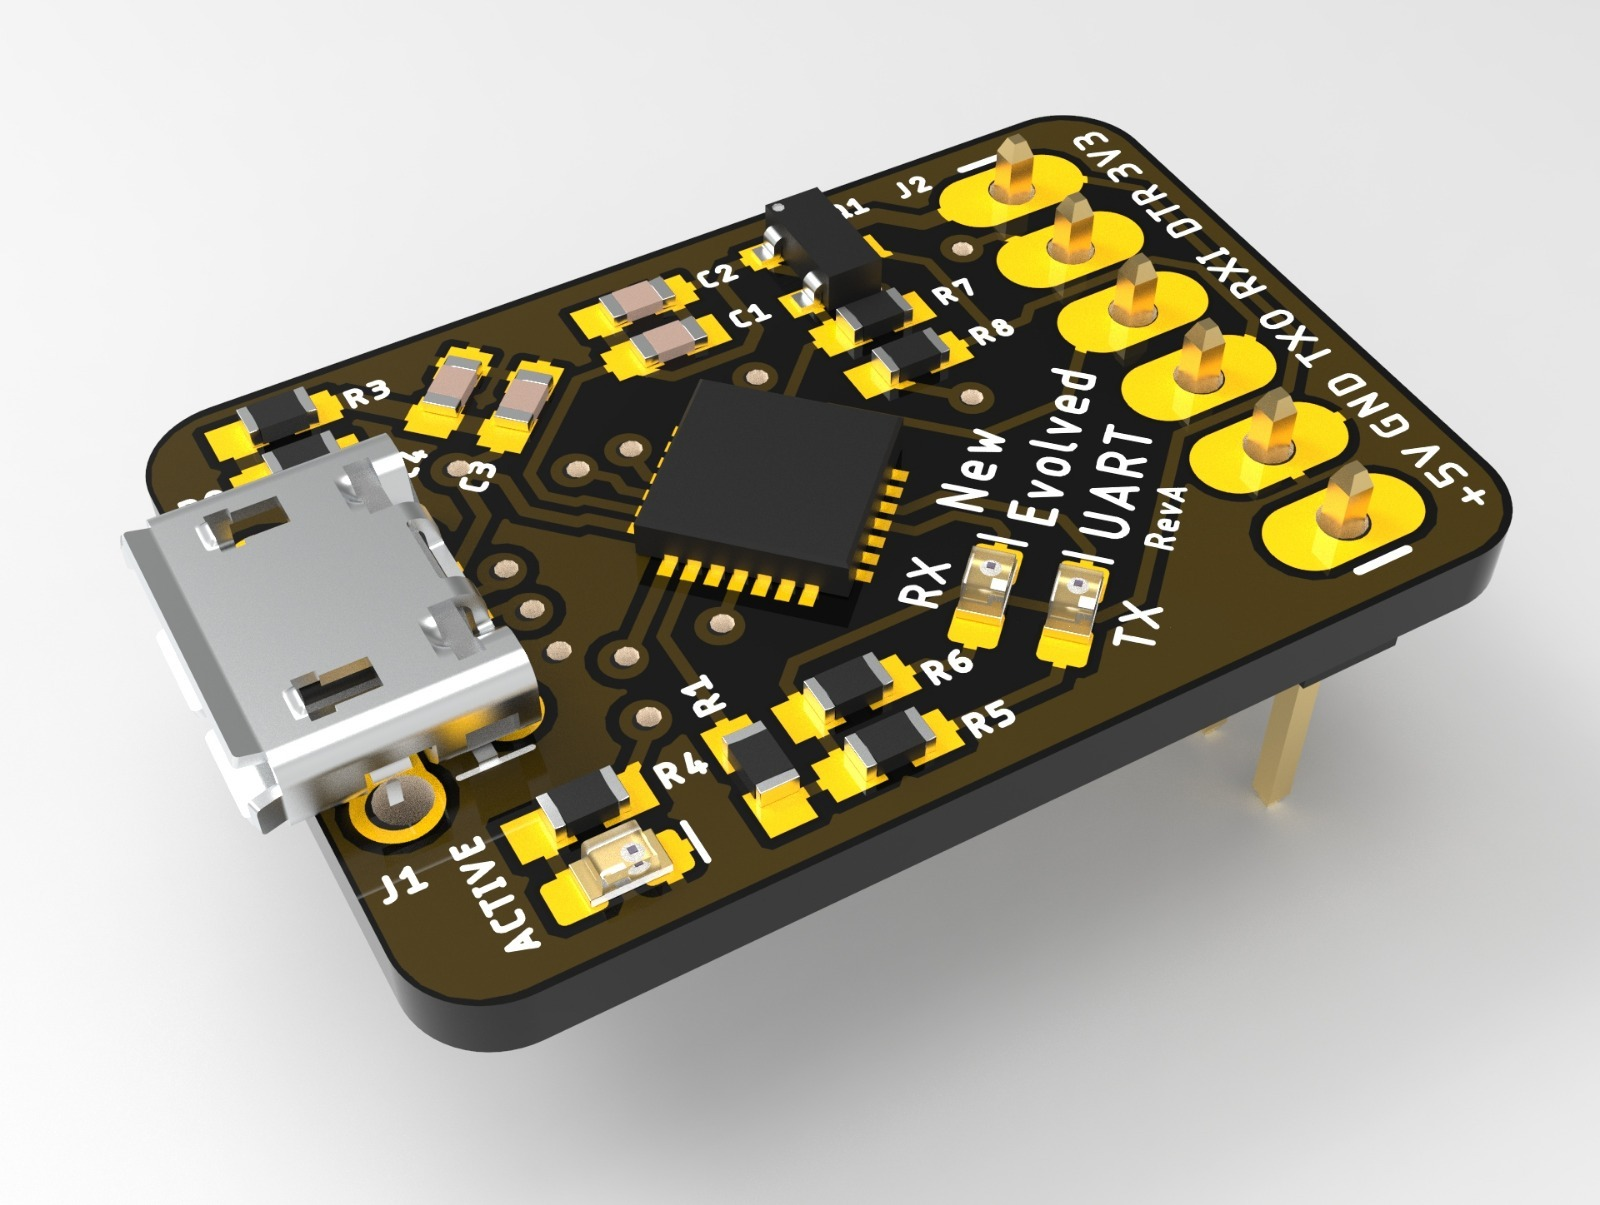 3V3
DTR
RXI
TXO
GND
+5V
J2
C2
C1
R7
R8
R3
C3
New
Evolved
UART
RevA
RX
TX
R1
R6
R5
R4
J1
ACTIVE